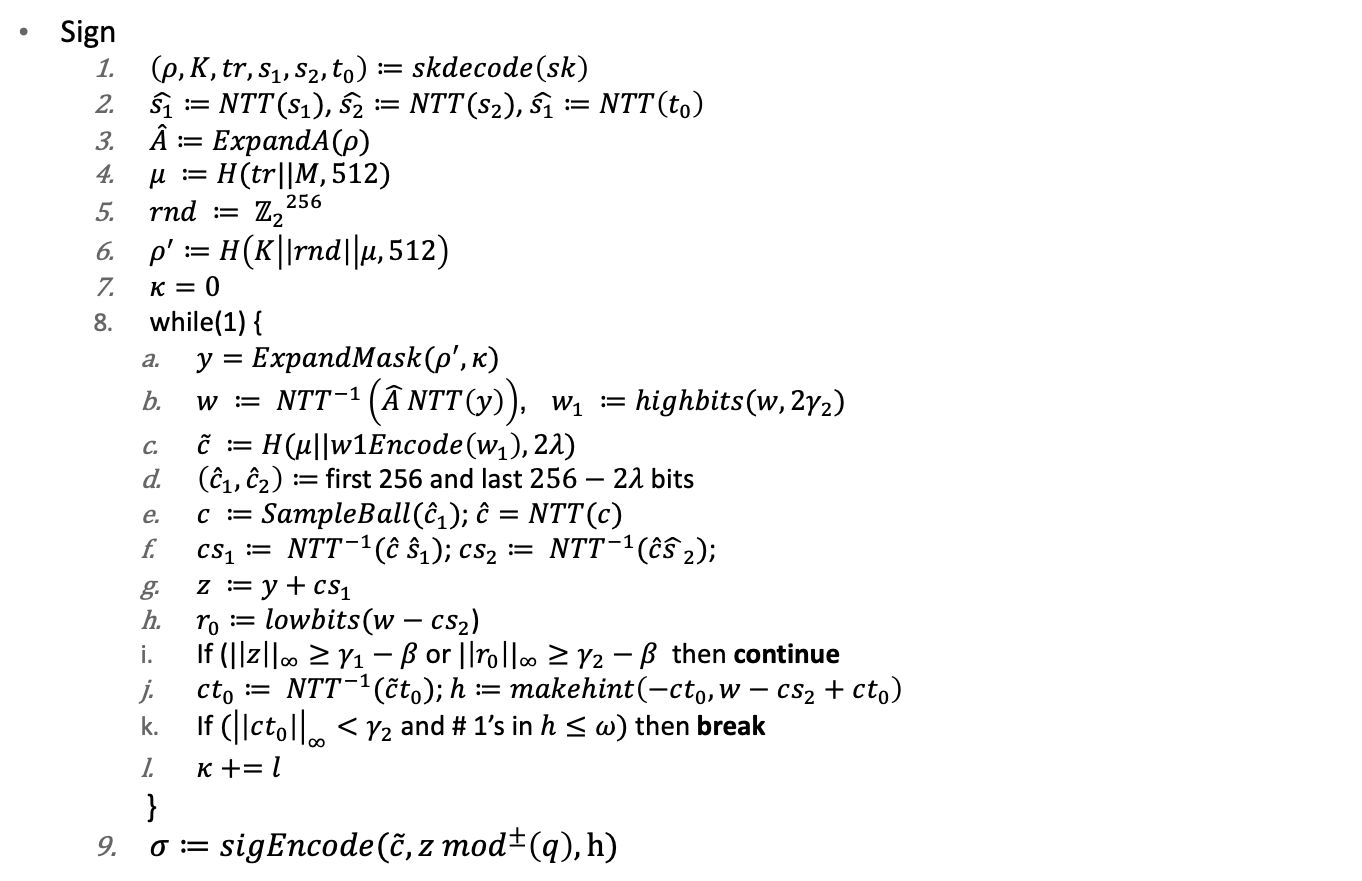 • Sign
1. (ρ, K, tr, s₁, s₂, t₀) ≔ skdecode(sk)
2. ŝ₁ ≔ NTT(s₁), ŝ₂ ≔ NTT(s₂), ŝ₁ ≔ NTT(t₀)
3. Â ≔ ExpandA(ρ)
4. μ ≔ H(tr||M, 512)
5. rnd ≔ ℤ₂²⁵⁶
6. ρ′ ≔ H(K||rnd||μ, 512)
7. κ = 0
8. while(1) {
a. y = ExpandMask(ρ′, κ)
b. w ≔ NTT⁻¹(Â NTT(y)), w₁ ≔ highbits(w, 2γ₂)
c. c̃ ≔ H(μ||w1Encode(w₁), 2λ)
d. (ĉ₁, ĉ₂) ≔ first 256 and last 256 − 2λ bits
e. c ≔ SampleBall(ĉ₁); ĉ = NTT(c)
f. cs₁ ≔ NTT⁻¹(ĉ ŝ₁); cs₂ ≔ NTT⁻¹(ĉŝ ₂);
g. z ≔ y + cs₁
h. r₀ ≔ lowbits(w − cs₂)
i. If (||z||∞ ≥ γ₁ − β or ||r₀||∞ ≥ γ₂ − β then continue
j. ct₀ ≔ NTT⁻¹(c̃t₀); h ≔ makehint(−ct₀, w − cs₂ + ct₀)
k. If (||ct₀||∞ < γ₂ and # 1’s in h ≤ ω) then break
l. κ += l
}
9. σ ≔ sigEncode(c̃, z mod±(q), h)